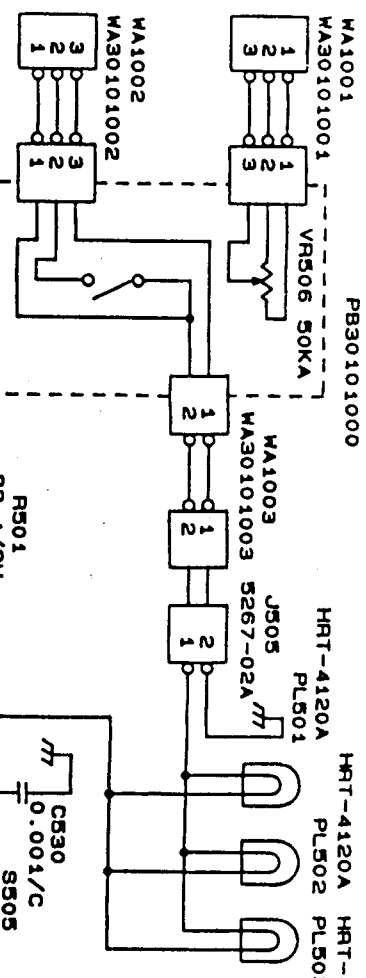 PB30101000
WA1001
WA30101001
1
2
3
1
2
3
VR506 50KA
WA1002
WA30101002
3
2
1
3
2
1
1
2
WA1003
WA30101003
1
2
J505
5267-02A
2
1
HRT-4120A
PL501
HRT-4120A
PL502
HRT-
C530
0.001/C
S505
R501